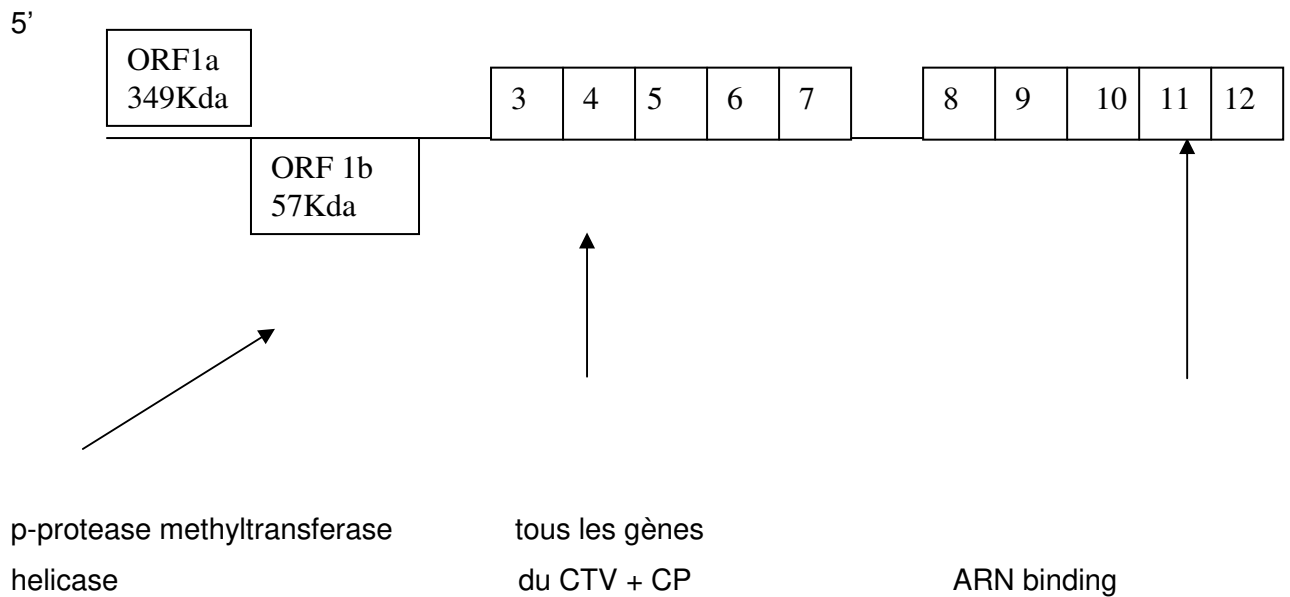 5’
ORF1a
349Kda
3 4 5 6 7 8 9 10 11 12
ORF 1b
57Kda
p-protease methyltransferase tous les gènes
helicase du CTV + CP ARN binding